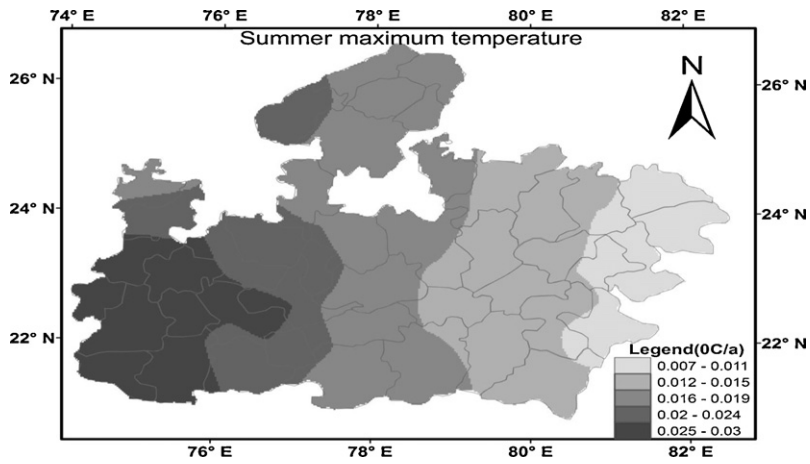 74° E 76° E 78° E 80° E 82° E
Summer maximum temperature
26° N 26° N
N
24° N 24° N
22° N 22° N
Legend(0C/a)
0.007 - 0.011
0.012 - 0.015
0.016 - 0.019
0.02 - 0.024
0.025 - 0.03
76° E 78° E 80° E 82° E